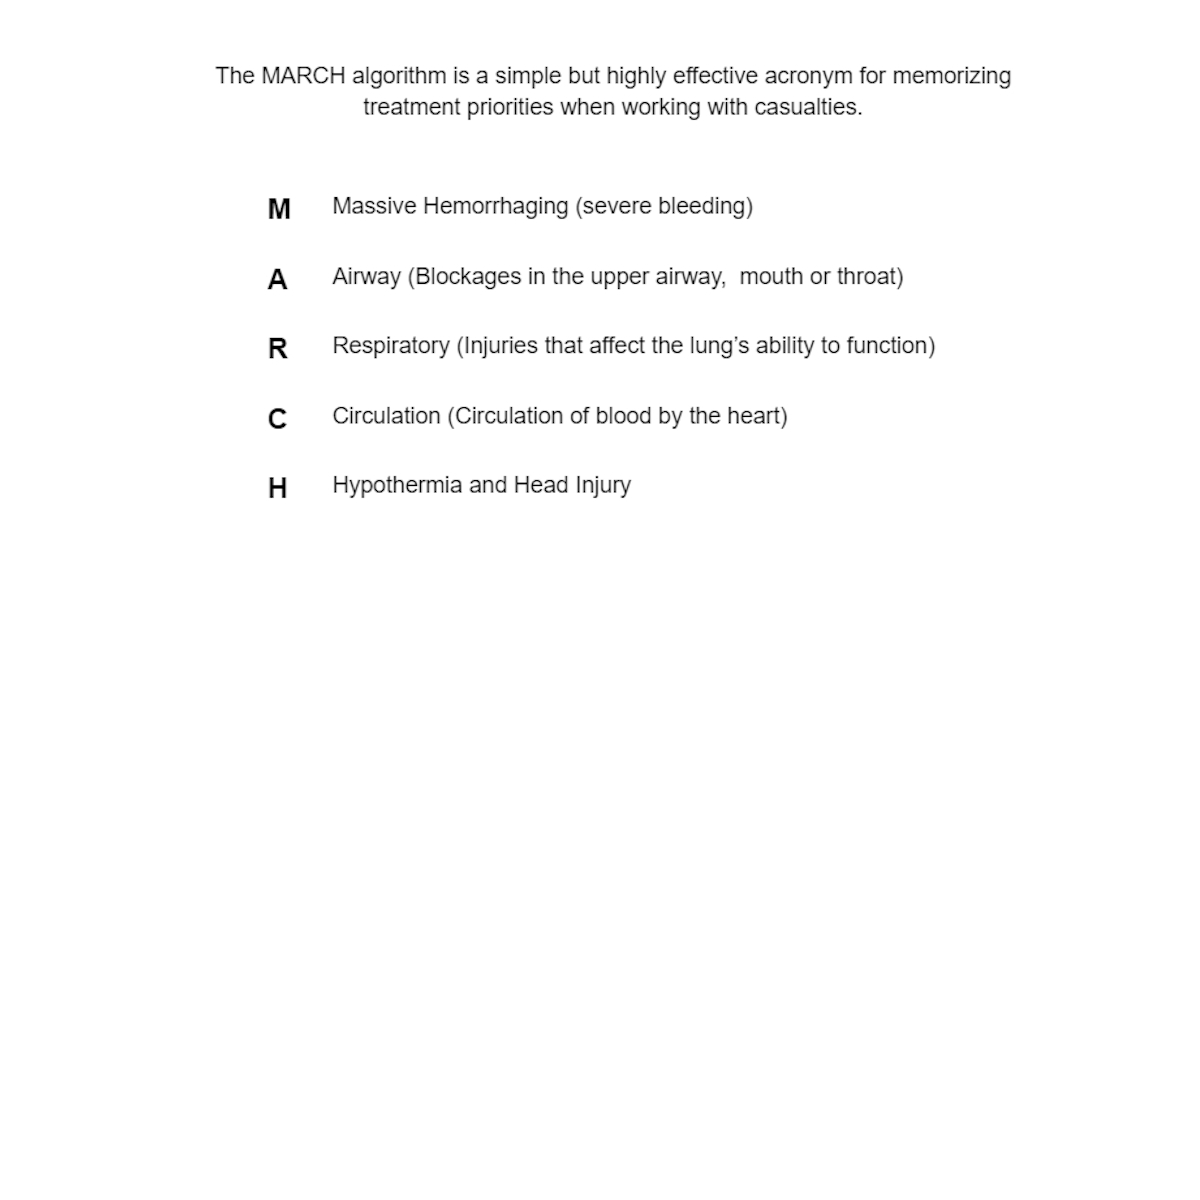 The MARCH algorithm is a simple but highly effective acronym for memorizing
treatment priorities when working with casualties.
M Massive Hemorrhaging (severe bleeding)
A Airway (Blockages in the upper airway,  mouth or throat)
R Respiratory (Injuries that affect the lung’s ability to function)
C Circulation (Circulation of blood by the heart)
H Hypothermia and Head Injury